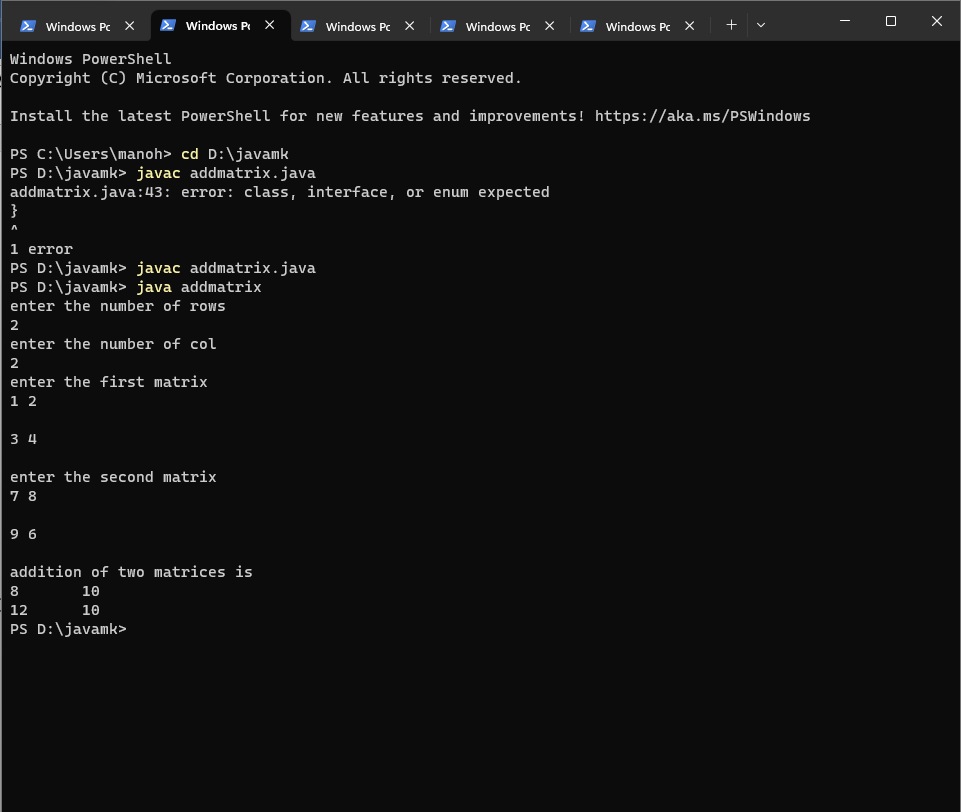 Windows Pc Windows Pc Windows Pc Windows Pc Windows Pc
Windows PowerShell
Copyright (C) Microsoft Corporation. All rights reserved.
Install the latest PowerShell for new features and improvements! https://aka.ms/PSWindows
PS C:\Users\manoh> cd D:\javamk
PS D:\javamk> javac addmatrix.java
addmatrix.java:43: error: class, interface, or enum expected
}
^
1 error
PS D:\javamk> javac addmatrix.java
PS D:\javamk> java addmatrix
enter the number of rows
2
enter the number of col
2
enter the first matrix
1 2
3 4
enter the second matrix
7 8
9 6
addition of two matrices is
8 10
12 10
PS D:\javamk>